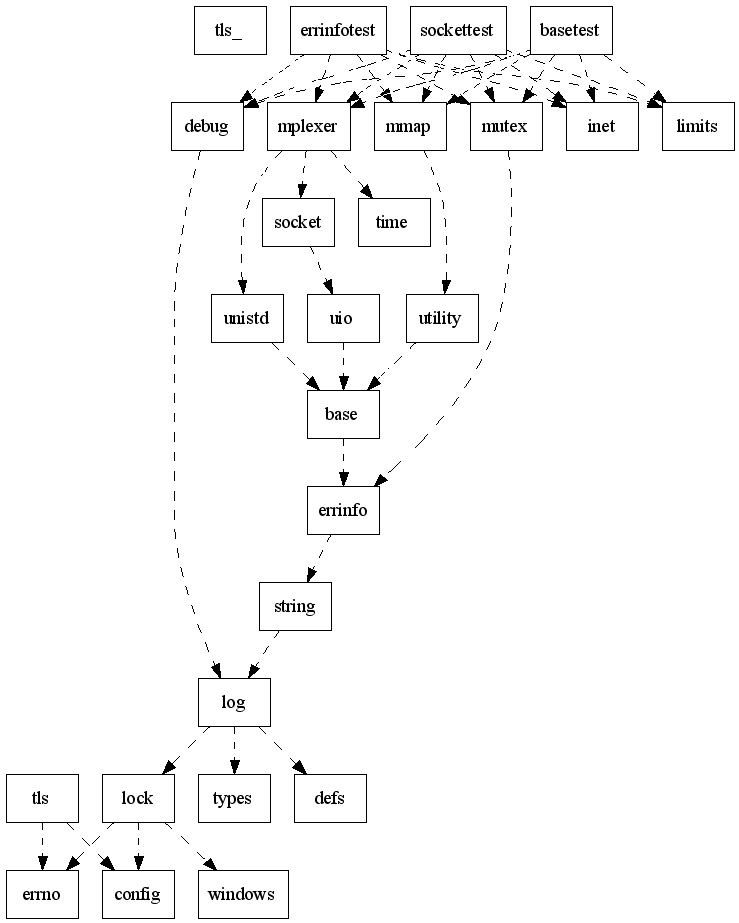 tls_
errinfotest
sockettest
basetest
debug
mplexer
mmap
mutex
inet
limits
socket
time
unistd
uio
utility
base
errinfo
string
log
tls
lock
types
defs
errno
config
windows